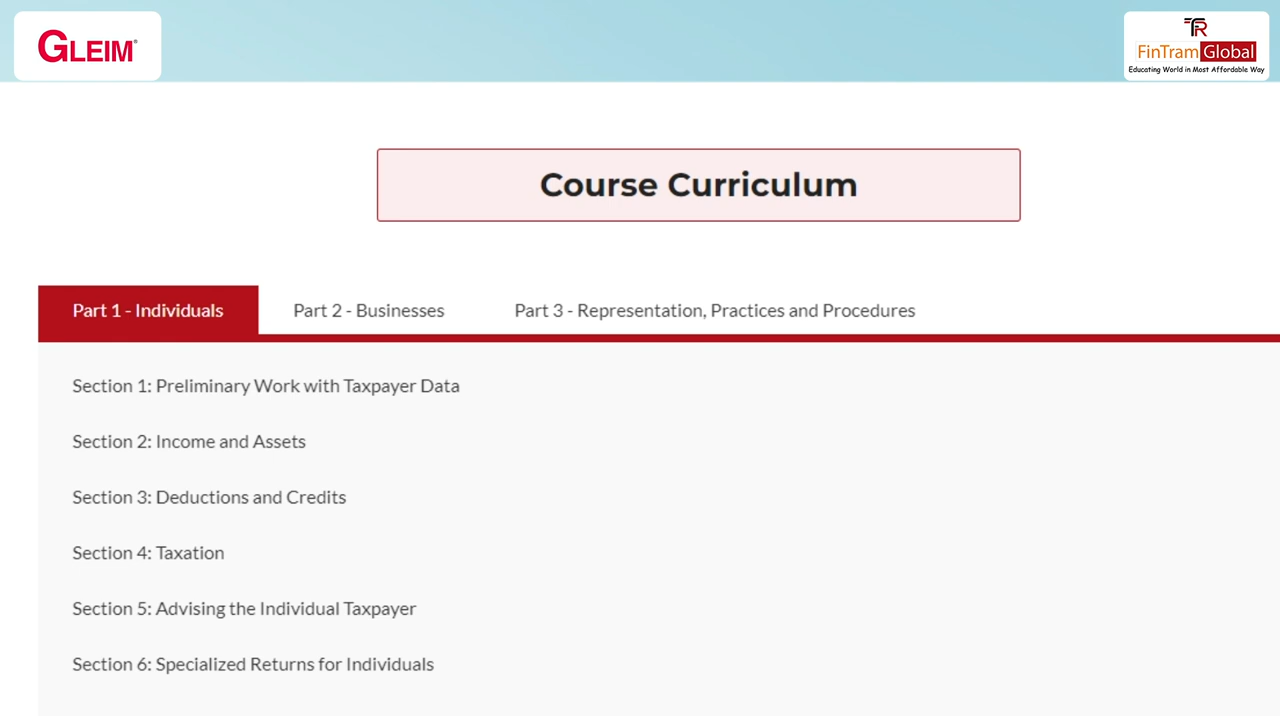 GLEIM®
TR
FinTram Global
Educating World in Most Affordable Way
Course Curriculum
Part 1 - Individuals
Part 2 - Businesses
Part 3 - Representation, Practices and Procedures
Section 1: Preliminary Work with Taxpayer Data
Section 2: Income and Assets
Section 3: Deductions and Credits
Section 4: Taxation
Section 5: Advising the Individual Taxpayer
Section 6: Specialized Returns for Individuals